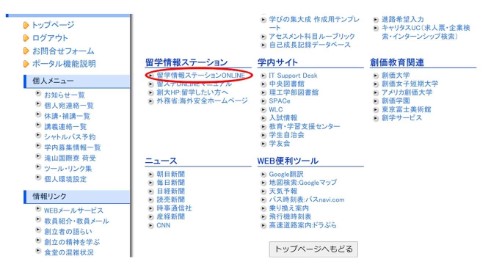 トップページ
ログアウト
お問合せフォーム
ポータル機能説明
個人メニュー
お知らせ一覧
個人宛連絡一覧
休講・補講一覧
講義連絡一覧
シャトルバス予約
学内募集情報一覧
滝山国際寮 荷受
ツール・リンク集
個人環境設定
情報リンク
WEBメールサービス
教員紹介・教員メール
創立者の語らい
創立の精神を学ぶ
食堂の混雑状況
学びの集大成 作成用テンプレート
アセスメント科目ループリック
自己成長記録データベース
進路希望入力
キャリタスUC(求人票・企業検索・インターンシップ検索)
留学情報ステーション
留学情報ステーションONLINE
留ステONLINEマニュアル
創大HP 留学したい方へ
外務省:海外安全ホームページ
学内サイト
IT Support Desk
中央図書館
理工学部図書館
SPACe
WLC
入試情報
教育・学習支援センター
学生自治会
学友会
創価教育関連
創価大学
創価女子短期大学
アメリカ創価大学
創価学園
東京富士美術館
創学サービス
ニュース
朝日新聞
毎日新聞
日経新聞
読売新聞
時事通信社
産経新聞
CNN
WEB便利ツール
Google翻訳
地図検索:Googleマップ
天気予報
バス時刻表:バスnavi.com
乗り換え案内
飛行機時刻表
高速道路案内:ドラぷら
トップページへもどる